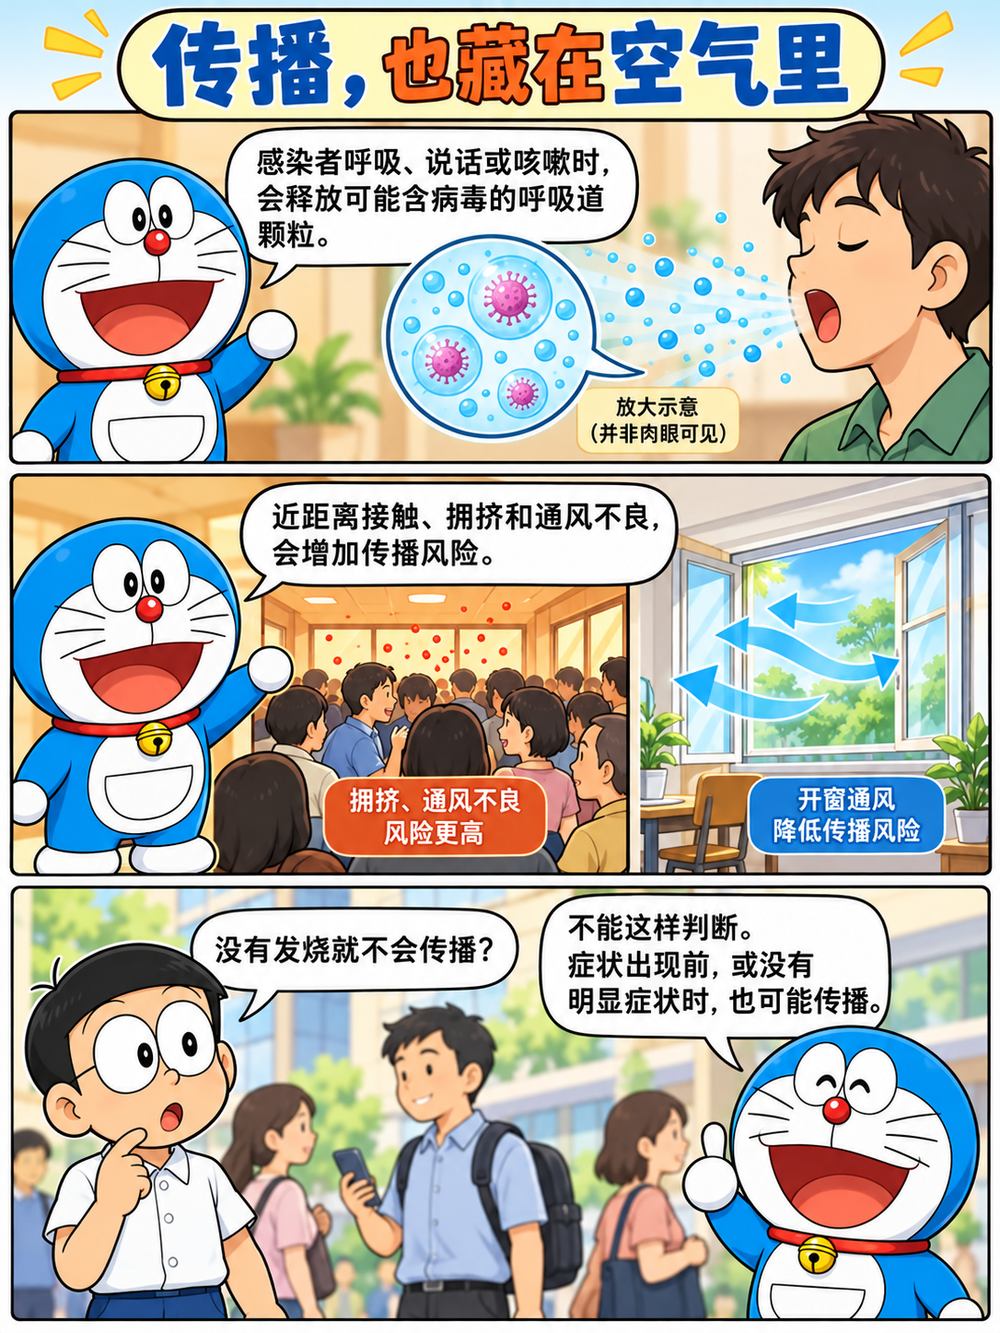 传播，也藏在空气里
感染者呼吸、说话或咳嗽时，
会释放可能含病毒的呼吸道
颗粒。
放大示意
（并非肉眼可见）
近距离接触、拥挤和通风不良，
会增加传播风险。
拥挤、通风不良
风险更高
开窗通风
降低传播风险
没有发烧就不会传播？
不能这样判断。
症状出现前，或没有
明显症状时，也可能传播。